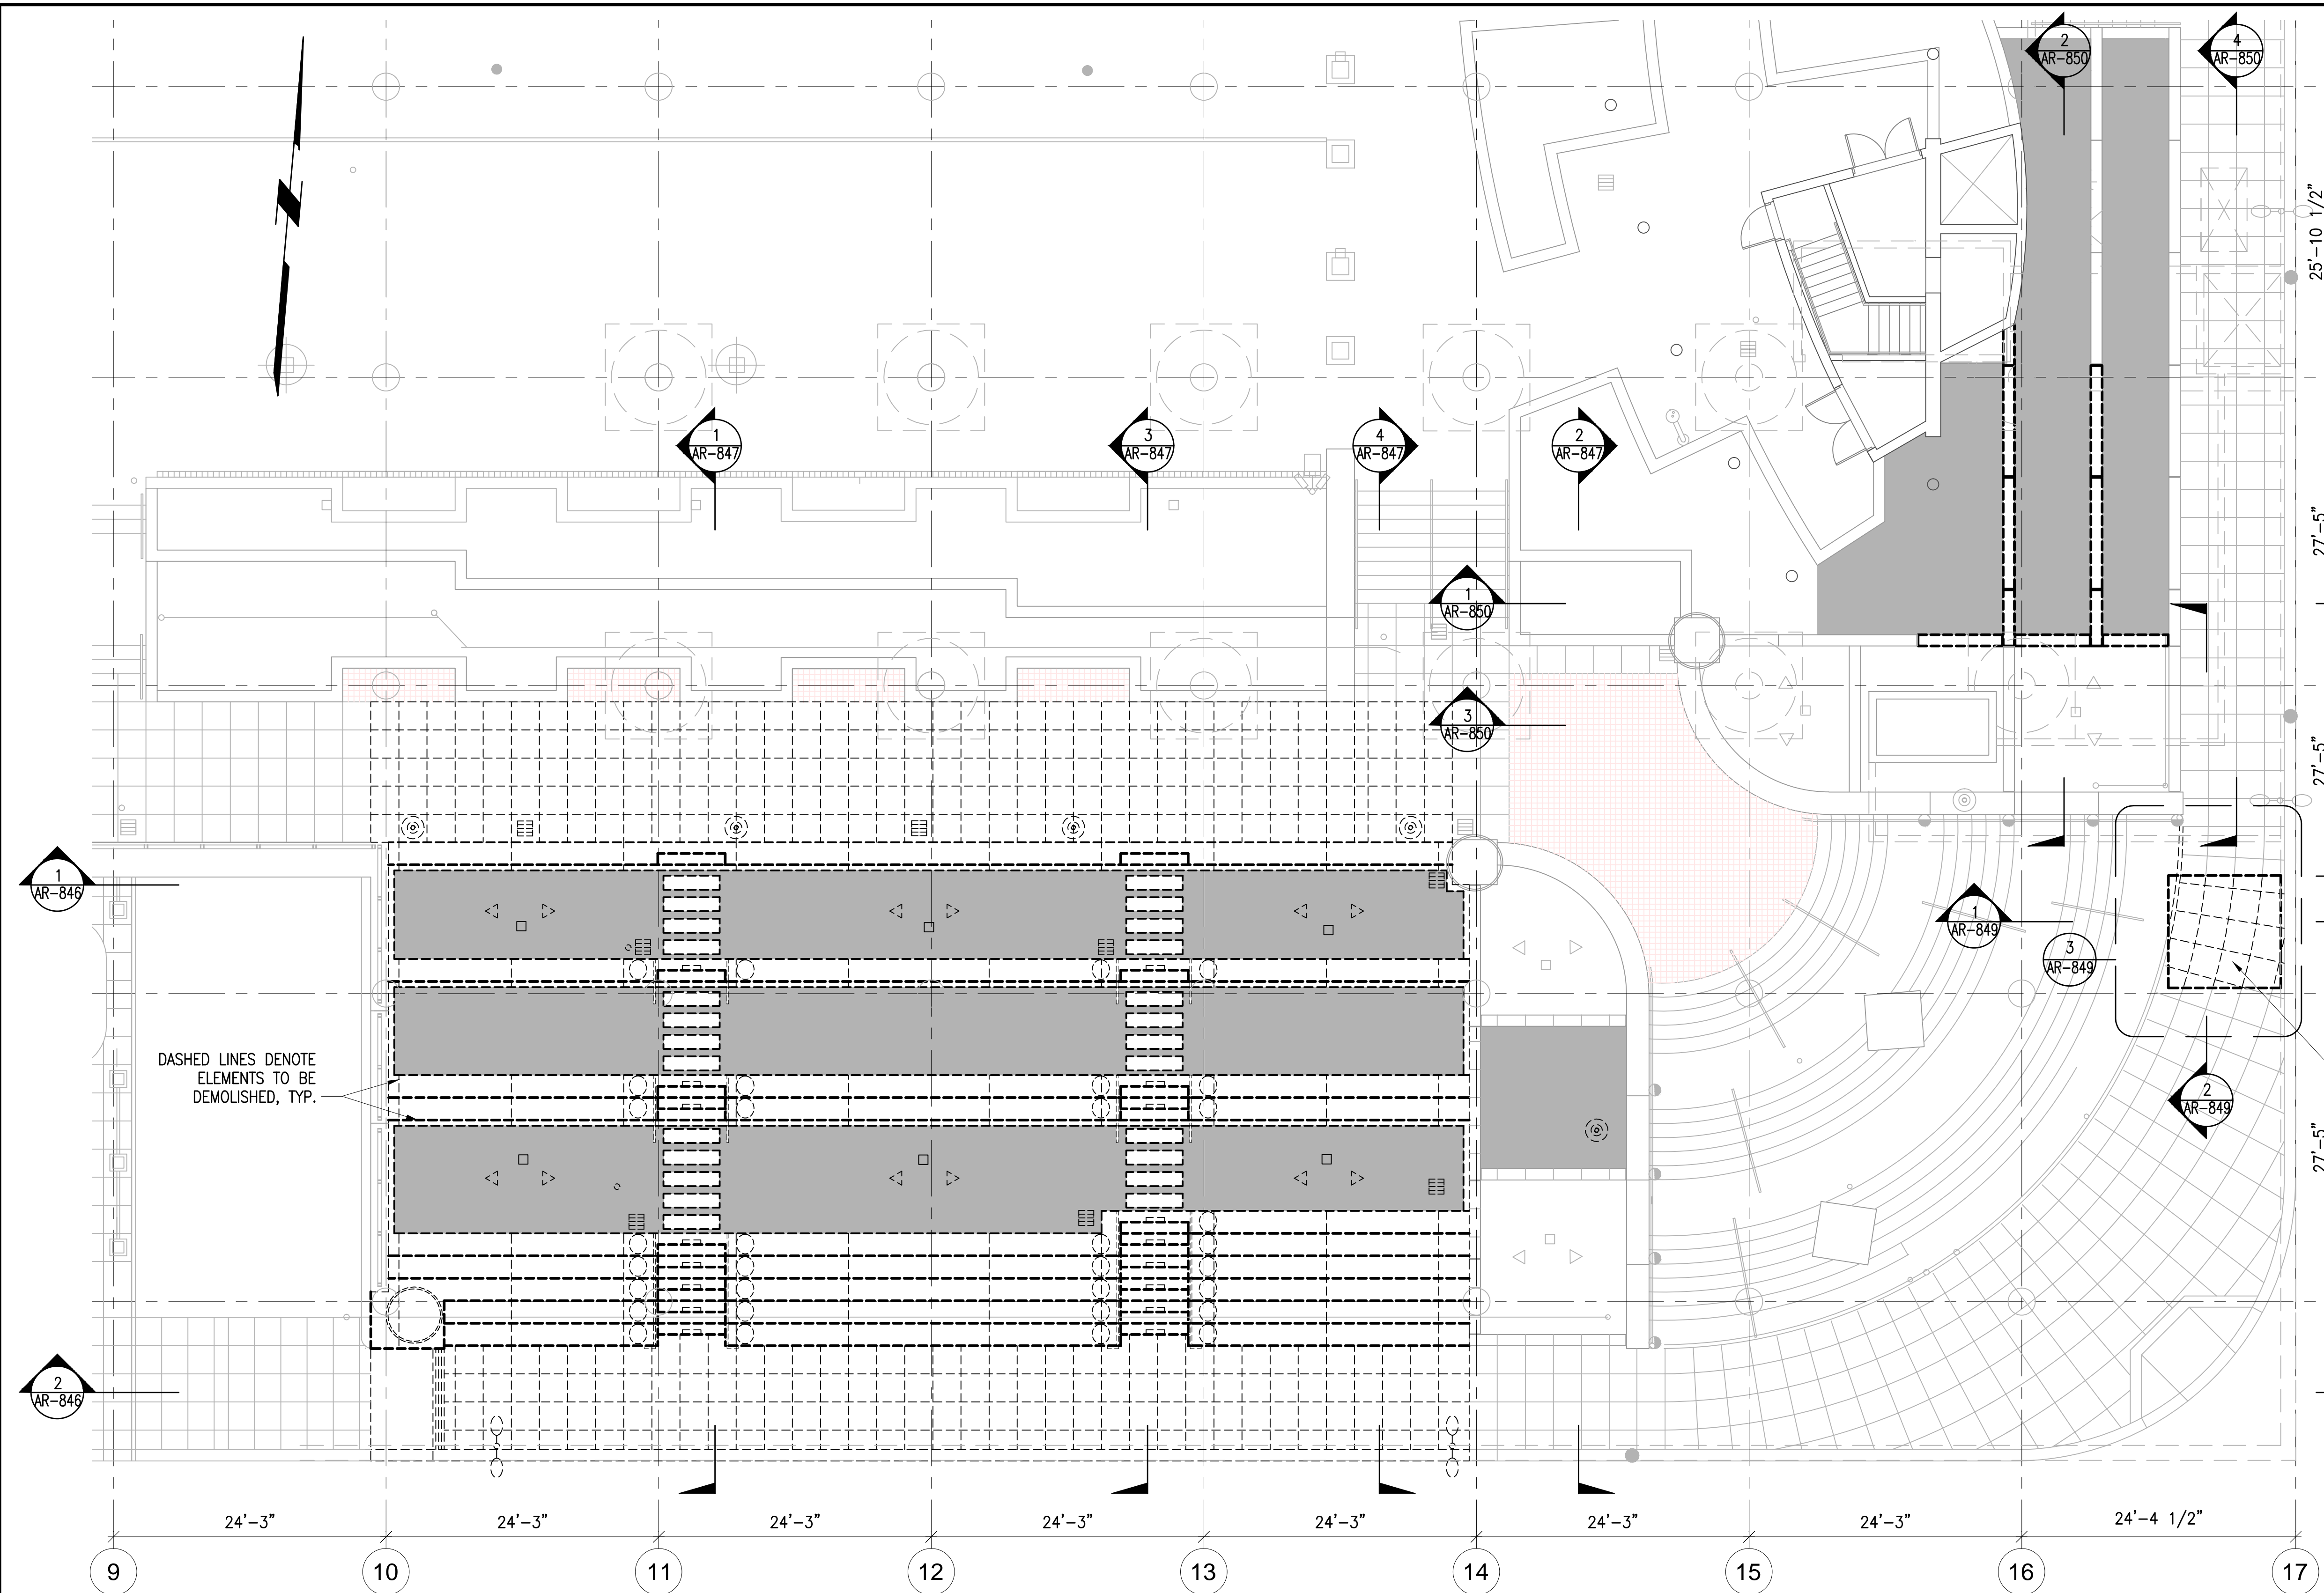 2
AR-850
4
AR-850
25'-10 1/2"
1
AR-847
3
AR-847
4
AR-847
2
AR-847
27'-5"
1
AR-850
3
AR-850
27'-5"
1
AR-846
1
AR-849
3
AR-849
DASHED LINES DENOTE
ELEMENTS TO BE
DEMOLISHED, TYP.
2
AR-849
27'-5"
2
AR-846
24'-3"
24'-3"
24'-3"
24'-3"
24'-3"
24'-3"
24'-3"
24'-4 1/2"
9
10
11
12
13
14
15
16
17